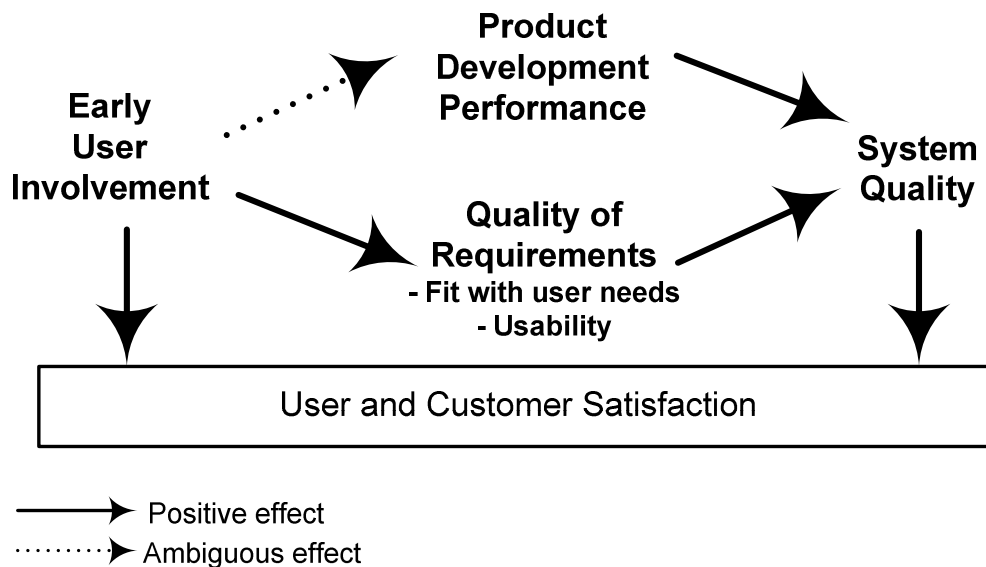 Early
User
Involvement
Product
Development
Performance
Quality of
Requirements
- Fit with user needs
- Usability
System
Quality
User and Customer Satisfaction
Positive effect
Ambiguous effect